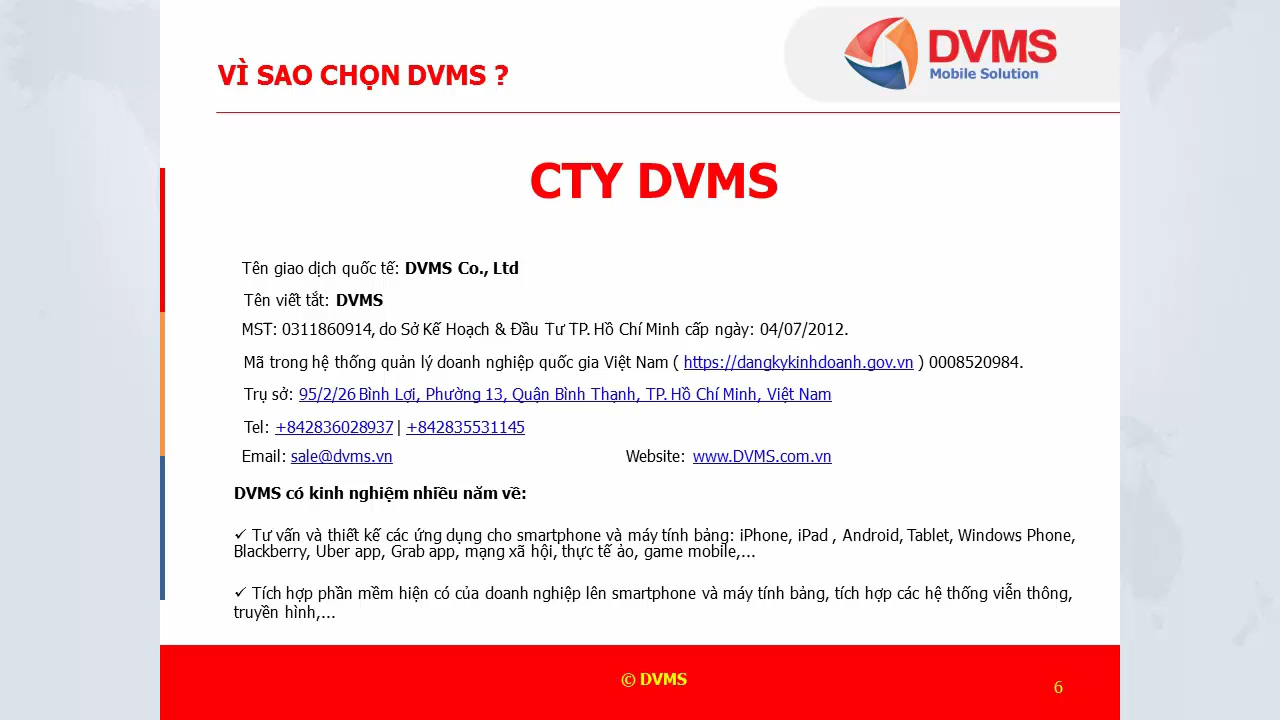 DVMS
Mobile Solution
VÌ SAO CHỌN DVMS ?
CTY DVMS
Tên giao dịch quốc tế: DVMS Co., Ltd
Tên viết tắt: DVMS
MST: 0311860914, do Sở Kế Hoạch & Đầu Tư TP. Hồ Chí Minh cấp ngày: 04/07/2012.
Mã trong hệ thống quản lý doanh nghiệp quốc gia Việt Nam ( https://dangkykinhdoanh.gov.vn ) 0008520984.
Trụ sở: 95/2/26 Bình Lợi, Phường 13, Quận Bình Thạnh, TP. Hồ Chí Minh, Việt Nam
Tel: +842836028937 | +842835531145
Email: sale@dvms.vn Website: www.DVMS.com.vn
DVMS có kinh nghiệm nhiều năm về:
✓ Tư vấn và thiết kế các ứng dụng cho smartphone và máy tính bảng: iPhone, iPad , Android, Tablet, Windows Phone,
Blackberry, Uber app, Grab app, mạng xã hội, thực tế ảo, game mobile,...
✓ Tích hợp phần mềm hiện có của doanh nghiệp lên smartphone và máy tính bảng, tích hợp các hệ thống viễn thông,
truyền hình,...
© DVMS
6